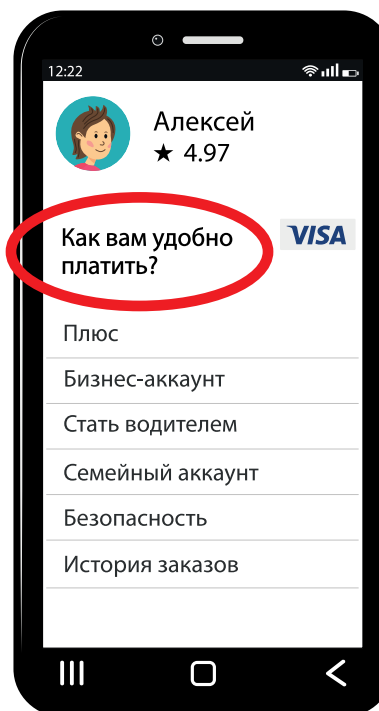 12:22
Алексей
★ 4.97
Как вам удобно
платить?
VISA
Плюс
Бизнес-аккаунт
Стать водителем
Семейный аккаунт
Безопасность
История заказов